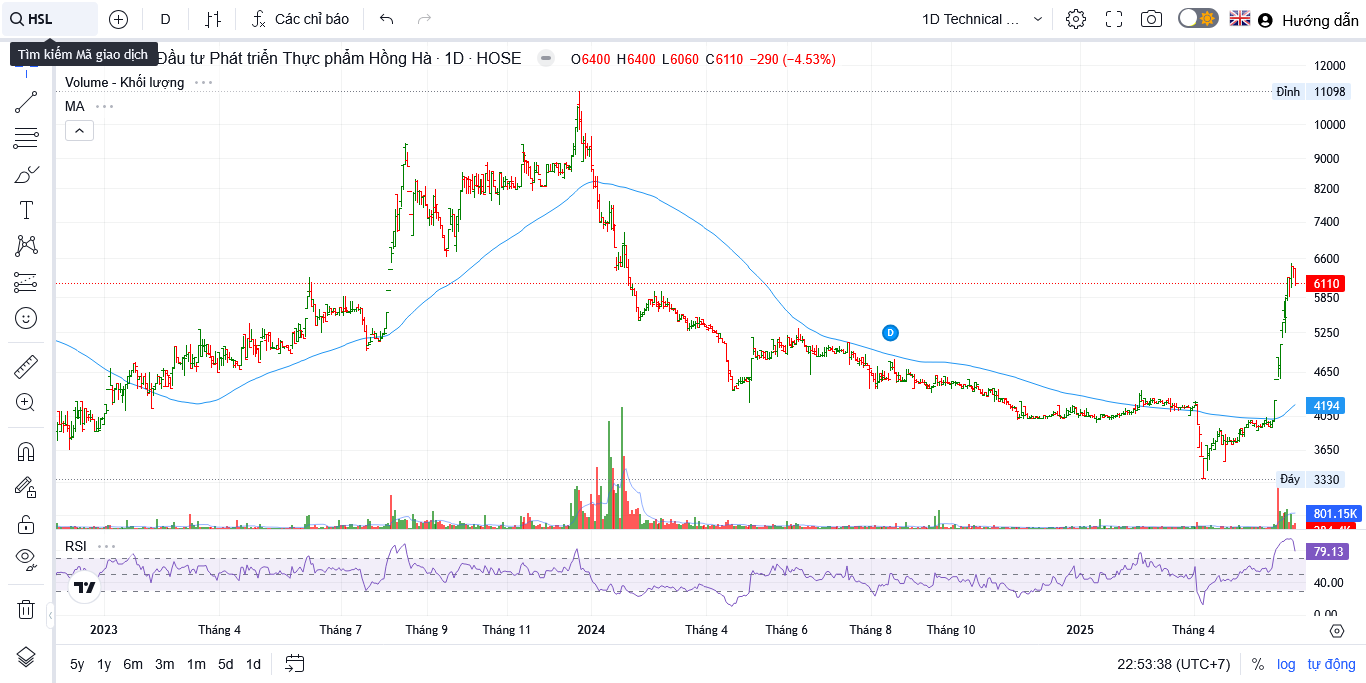 HSL
D
Các chỉ báo
1D Technical ...
Hướng dẫn
Tìm kiếm Mã giao dịch
Đầu tư Phát triển Thực phẩm Hồng Hà · 1D · HOSE
O6400 H6400 L6060 C6110 −290 (−4.53%)
Volume - Khối lượng
MA
12000
Đỉnh 11098
10000
9000
8200
7400
6600
6110
5850
5250
4650
4194
4050
3650
Đáy 3330
801.15K
D
RSI
79.13
40.00
0.00
2023 Tháng 4 Tháng 7 Tháng 9 Tháng 11 2024 Tháng 4 Tháng 6 Tháng 8 Tháng 10 2025 Tháng 4
5y 1y 6m 3m 1m 5d 1d
22:53:38 (UTC+7) % log tự động